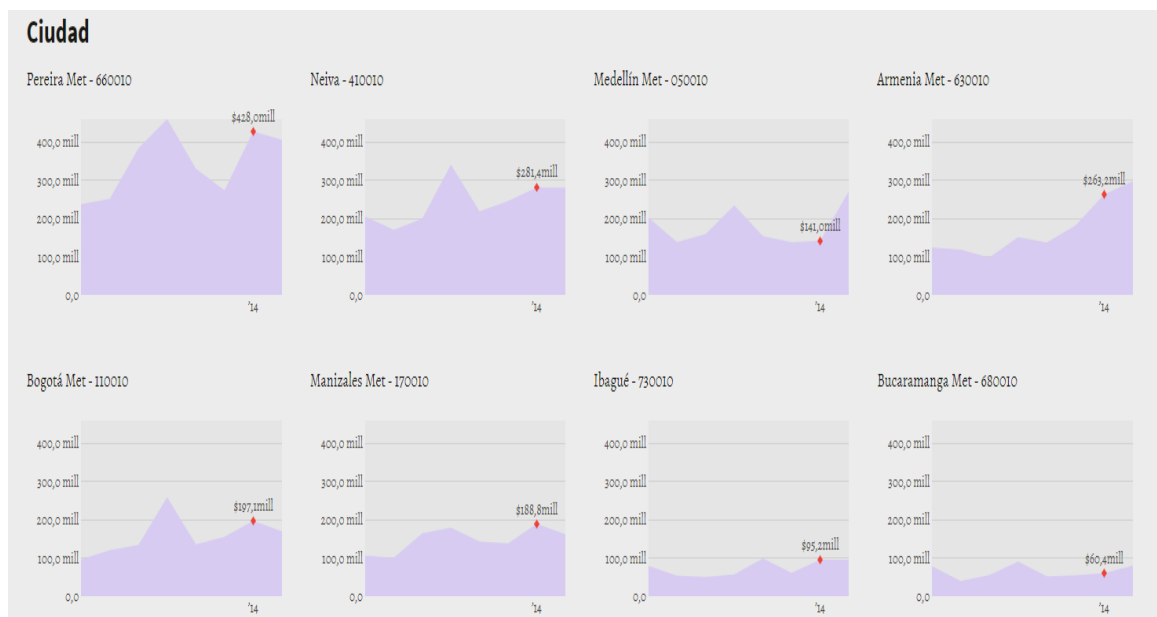 Ciudad
Pereira Met - 660010
$428,0mill
400,0 mill
300,0 mill
200,0 mill
100,0 mill
0,0
'14
Neiva - 410010
$281,4mill
400,0 mill
300,0 mill
200,0 mill
100,0 mill
0,0
'14
Medellín Met - 050010
$141,0mill
400,0 mill
300,0 mill
200,0 mill
100,0 mill
0,0
'14
Armenia Met - 630010
$263,2mill
400,0 mill
300,0 mill
200,0 mill
100,0 mill
0,0
'14
Bogotá Met - 110010
$197,1mill
400,0 mill
300,0 mill
200,0 mill
100,0 mill
0,0
'14
Manizales Met - 170010
$188,8mill
400,0 mill
300,0 mill
200,0 mill
100,0 mill
0,0
'14
Ibagué - 730010
$95,2mill
400,0 mill
300,0 mill
200,0 mill
100,0 mill
0,0
'14
Bucaramanga Met - 680010
$60,4mill
400,0 mill
300,0 mill
200,0 mill
100,0 mill
0,0
'14